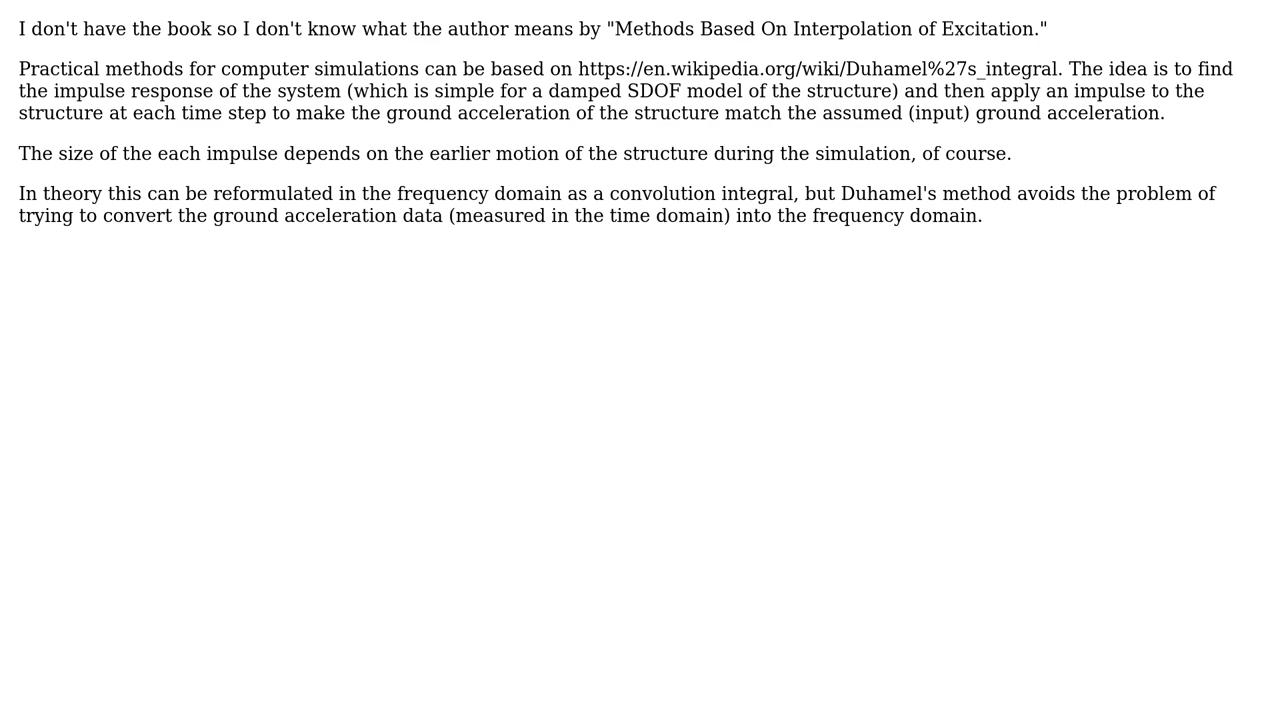 I don't have the book so I don't know what the author means by "Methods Based On Interpolation of Excitation."
Practical methods for computer simulations can be based on https://en.wikipedia.org/wiki/Duhamel%27s_integral. The idea is to find
the impulse response of the system (which is simple for a damped SDOF model of the structure) and then apply an impulse to the
structure at each time step to make the ground acceleration of the structure match the assumed (input) ground acceleration.
The size of the each impulse depends on the earlier motion of the structure during the simulation, of course.
In theory this can be reformulated in the frequency domain as a convolution integral, but Duhamel's method avoids the problem of
trying to convert the ground acceleration data (measured in the time domain) into the frequency domain.